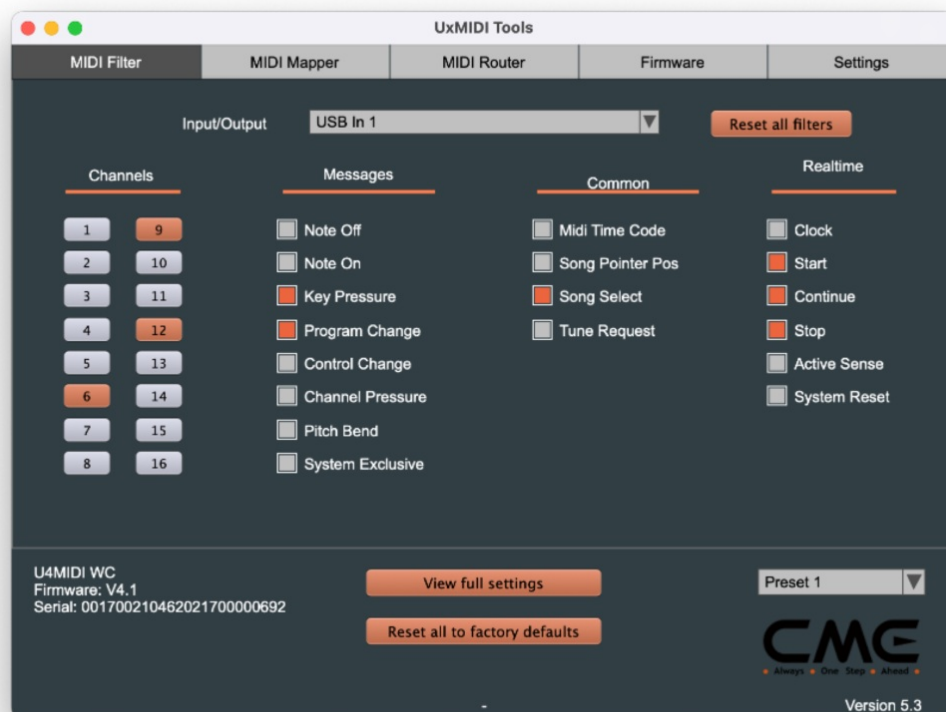 UxMIDI Tools
MIDI Filter MIDI Mapper MIDI Router Firmware Settings
Input/Output USB In 1 Reset all filters
Channels Messages Common Realtime
1 9 Note Off Midi Time Code Clock
2 10 Note On Song Pointer Pos Start
3 11 Key Pressure Song Select Continue
4 12 Program Change Tune Request Stop
5 13 Control Change Active Sense
6 14 Channel Pressure System Reset
7 15 Pitch Bend
8 16 System Exclusive
U4MIDI WC
Firmware: V4.1
Serial: 001700210462021700000692
View full settings Preset 1
Reset all to factory defaults
CME
Always One Step Ahead
-
Version 5.3